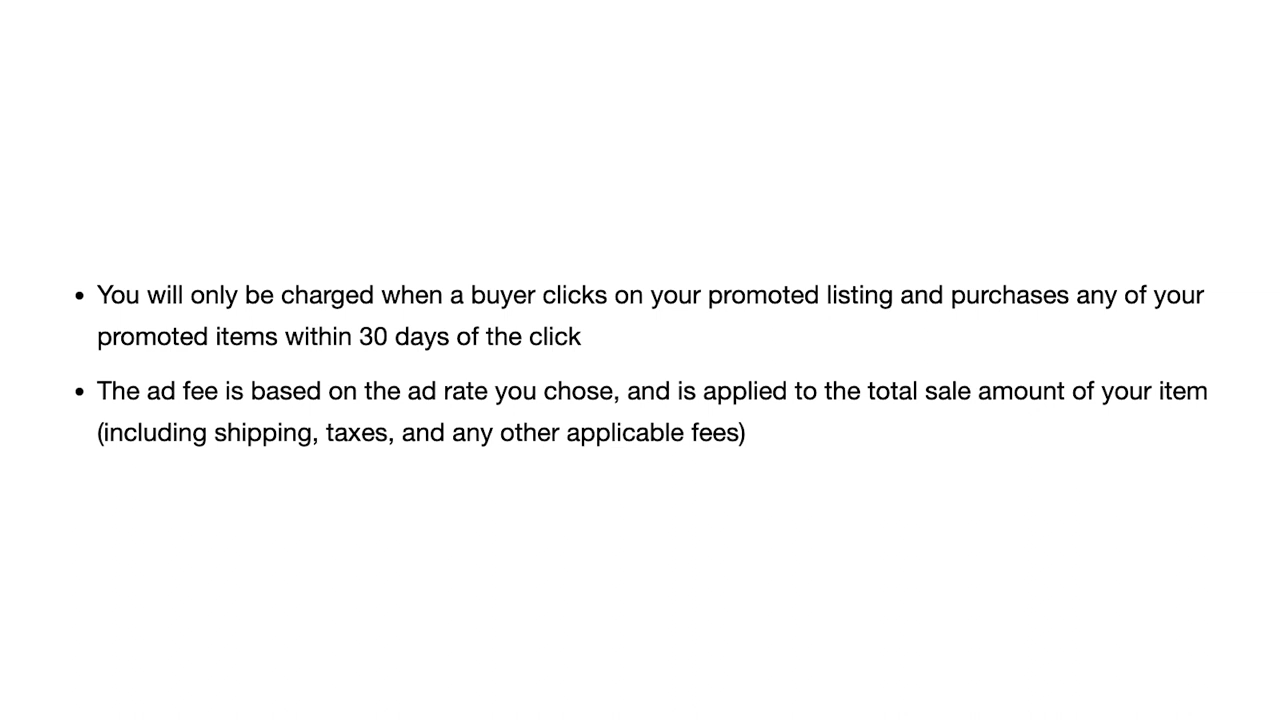 • You will only be charged when a buyer clicks on your promoted listing and purchases any of your
promoted items within 30 days of the click
• The ad fee is based on the ad rate you chose, and is applied to the total sale amount of your item
(including shipping, taxes, and any other applicable fees)